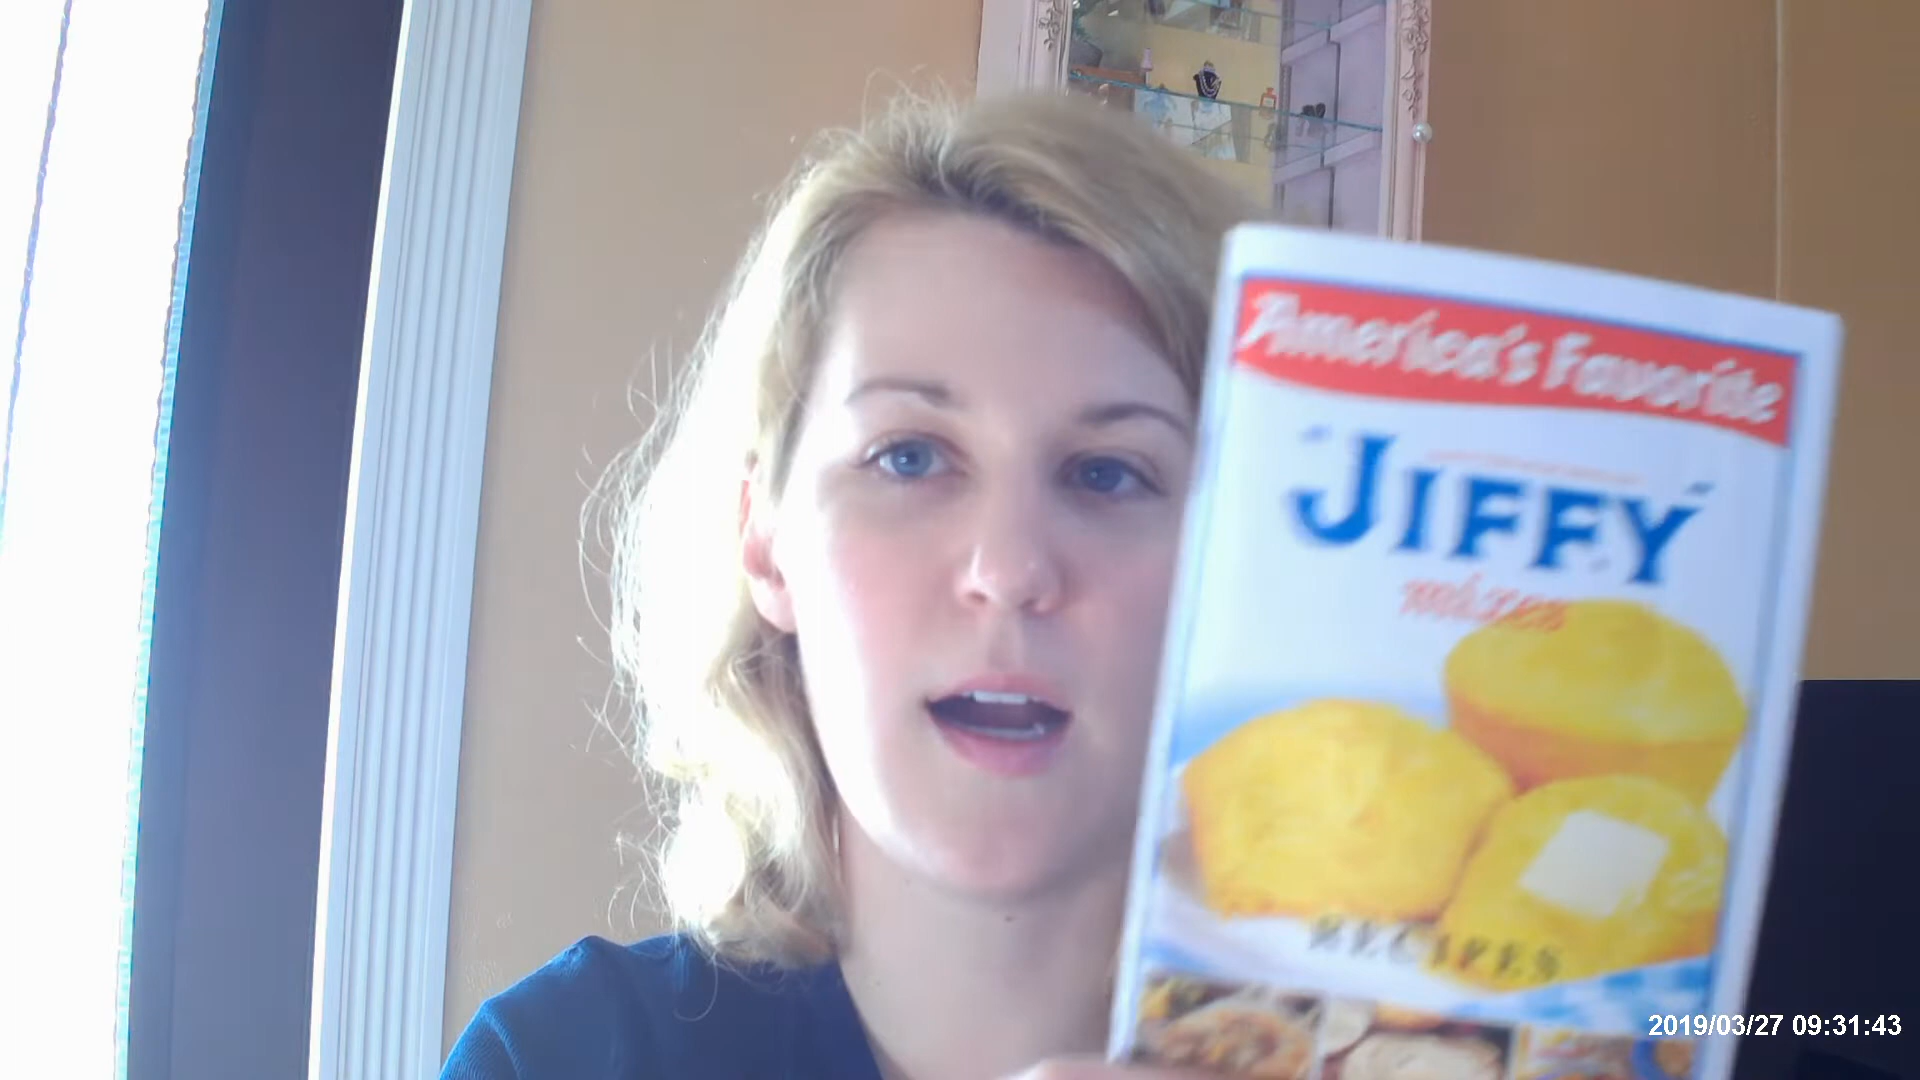 America's Favorite
"JIFFY"
mixes
RECIPES
2019/03/27 09:31:43